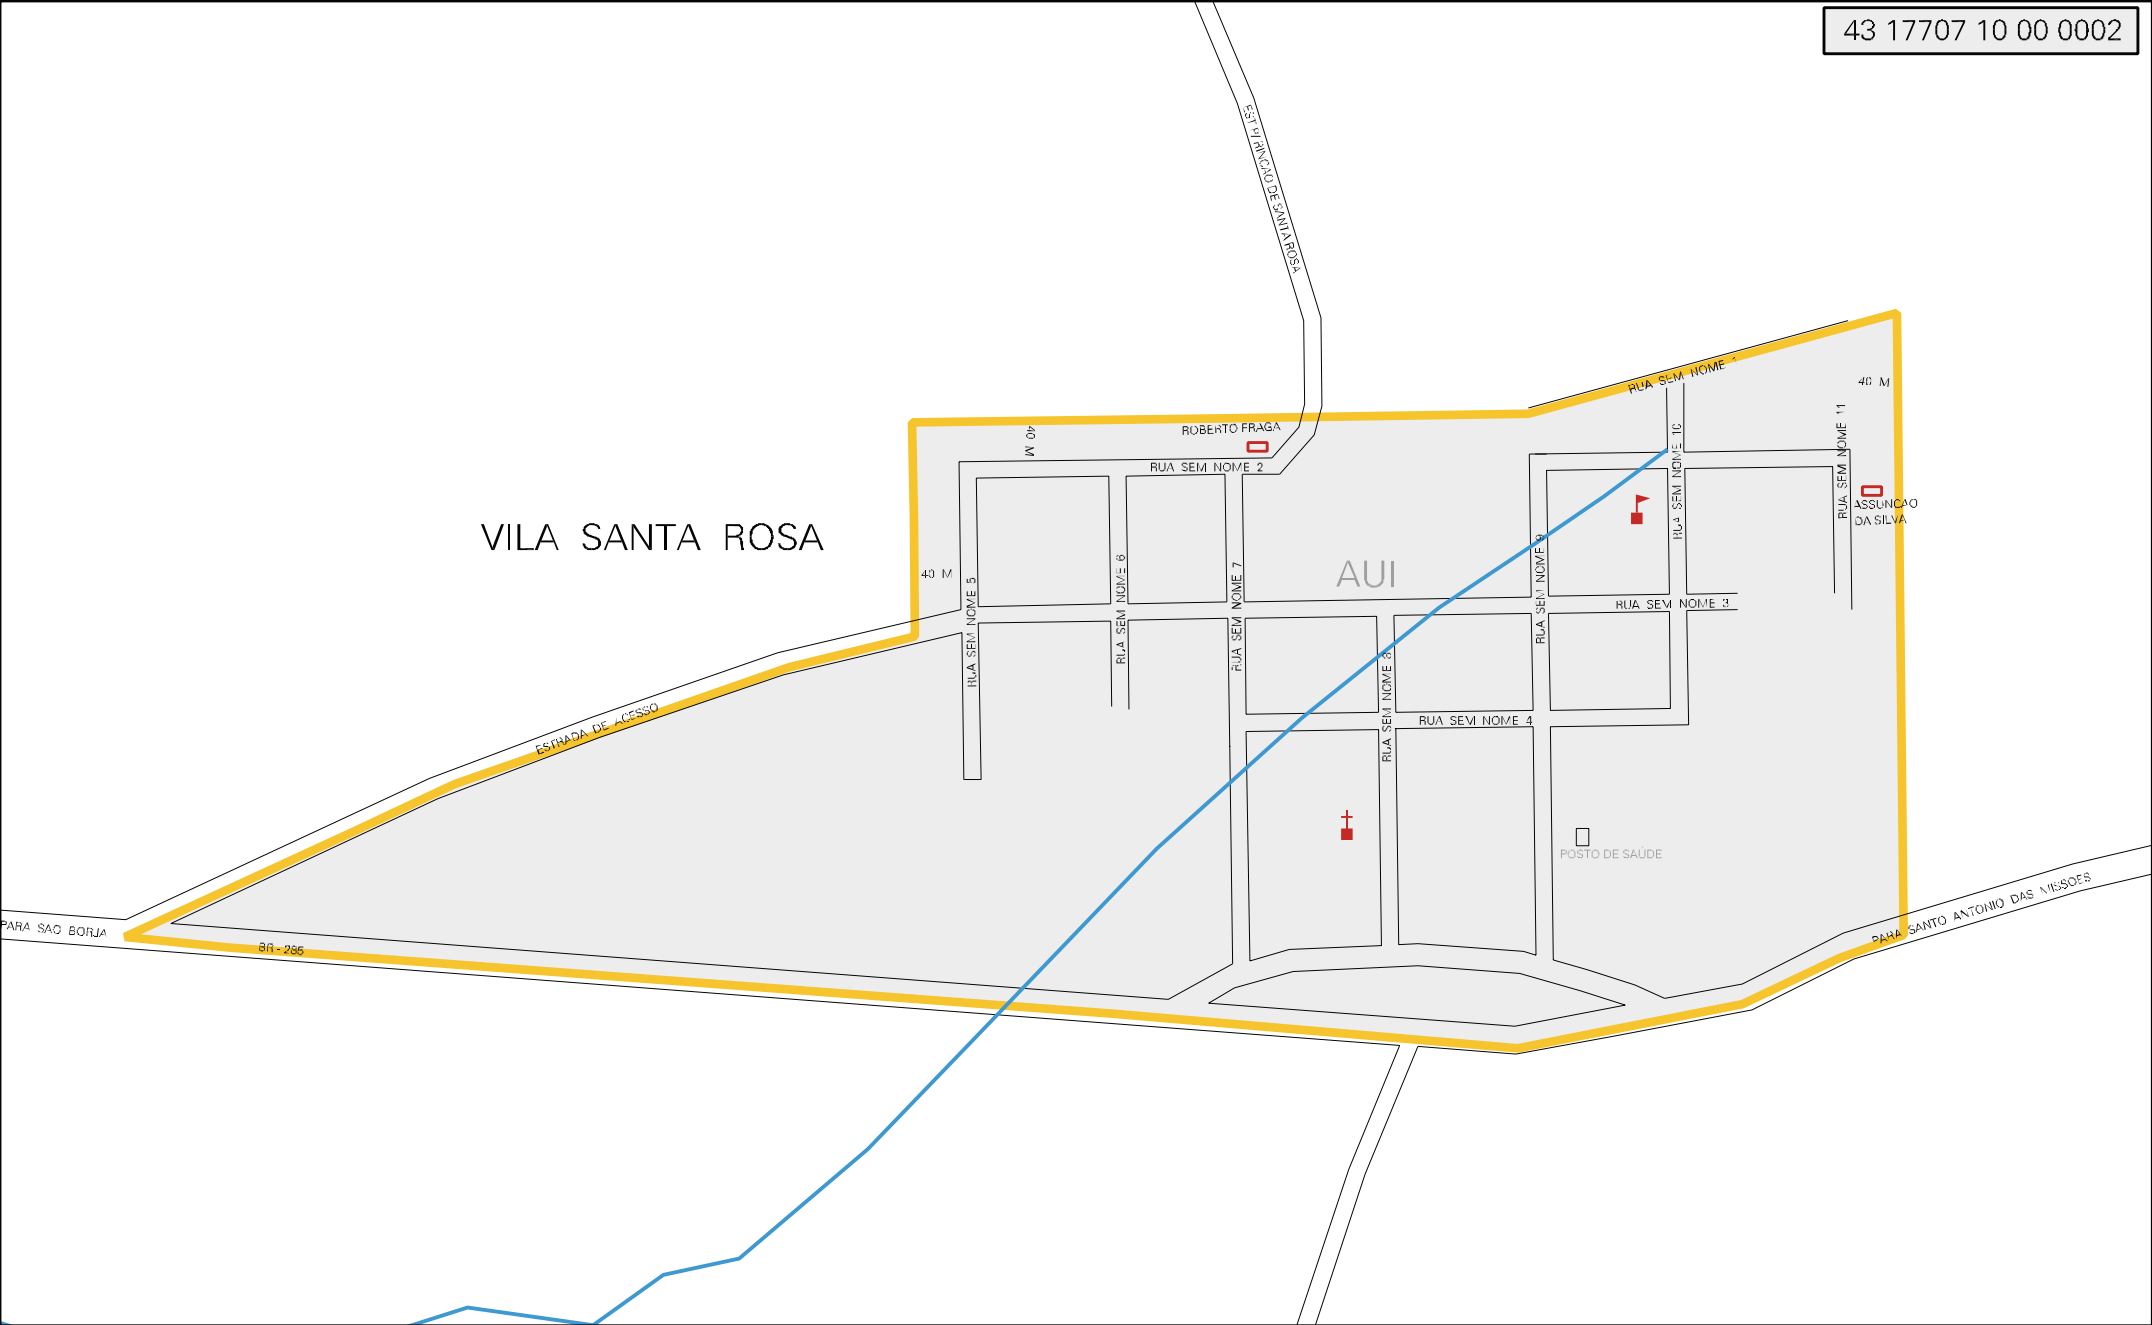 43 17707 10 00 0002
EST P/ RINCAO DE SANTA ROSA
RUA SEM NOME 1
40 M
ROBERTO FRAGA
40 M
RUA SEM NOME 2
RUA SEM NOME 10
RUA SEM NOME 11
ASSUNCAO
DA SILVA
VILA SANTA ROSA
AUI
40 M
RUA SEM NOME 5
RUA SEM NOME 6
RUA SEM NOME 7
RUA SEM NOME 9
RUA SEM NOME 3
RUA SEM NOME 8
RUA SEM NOME 4
ESTRADA DE ACESSO
POSTO DE SAÚDE
PARA SAO BORJA
BR - 285
PARA SANTO ANTONIO DAS MISSOES